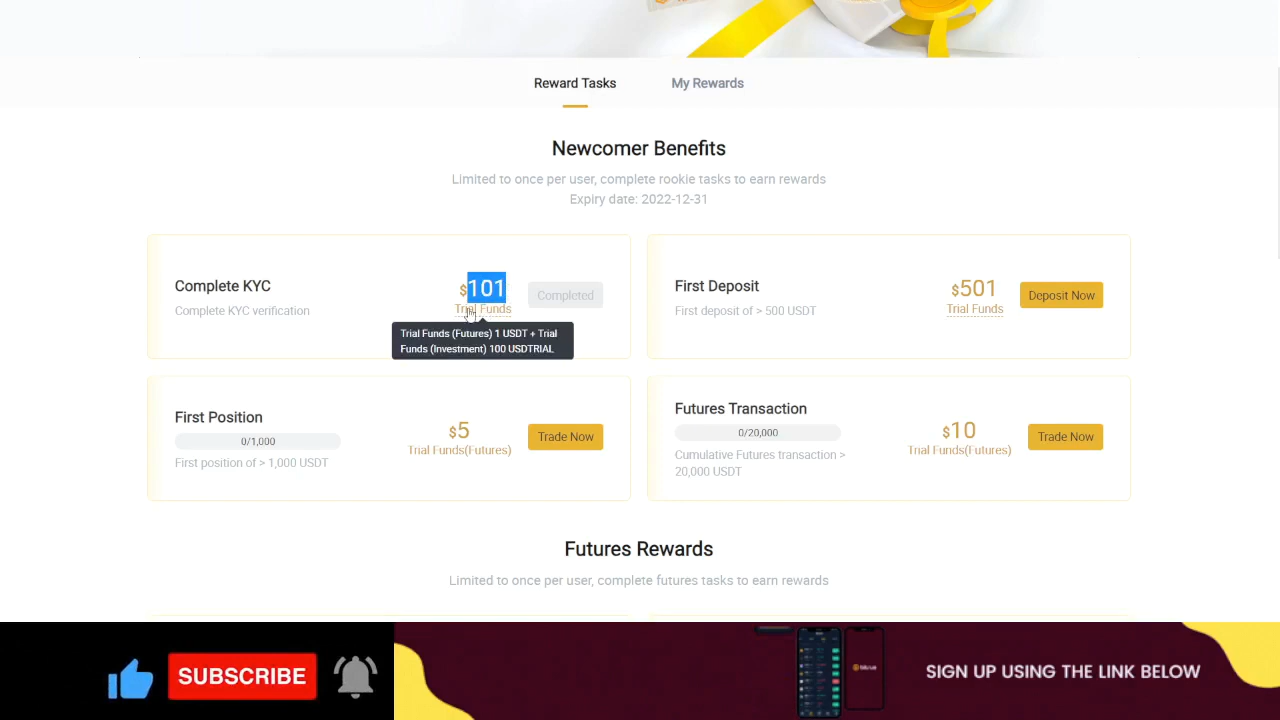 Reward Tasks
My Rewards
Newcomer Benefits
Limited to once per user, complete rookie tasks to earn rewards
Expiry date: 2022-12-31
Complete KYC
Complete KYC verification
$101
Trial Funds
Completed
Trial Funds (Futures) 1 USDT + Trial
Funds (Investment) 100 USDTRIAL
First Deposit
First deposit of > 500 USDT
$501
Trial Funds
Deposit Now
First Position
0/1,000
First position of > 1,000 USDT
$5
Trial Funds(Futures)
Trade Now
Futures Transaction
0/20,000
Cumulative Futures transaction >
20,000 USDT
$10
Trial Funds(Futures)
Trade Now
Futures Rewards
Limited to once per user, complete futures tasks to earn rewards
SUBSCRIBE
SIGN UP USING THE LINK BELOW